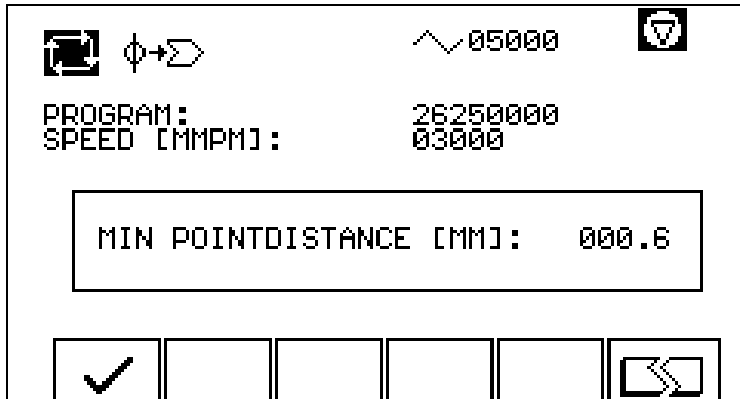 05000
PROGRAM: 26250000
SPEED [MMPM]: 03000
MIN POINTDISTANCE [MM]: 000.6